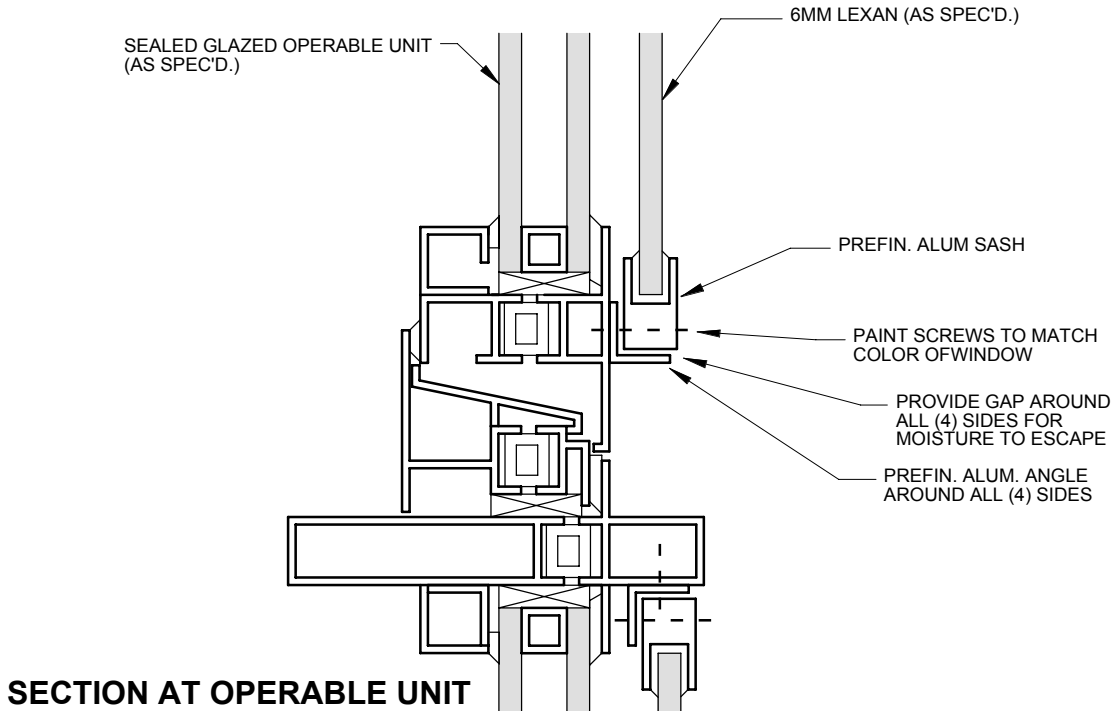 6MM LEXAN (AS SPEC'D.)
SEALED GLAZED OPERABLE UNIT
(AS SPEC'D.)
PREFIN. ALUM SASH
PAINT SCREWS TO MATCH
COLOR OFWINDOW
PROVIDE GAP AROUND
ALL (4) SIDES FOR
MOISTURE TO ESCAPE
PREFIN. ALUM. ANGLE
AROUND ALL (4) SIDES
SECTION AT OPERABLE UNIT